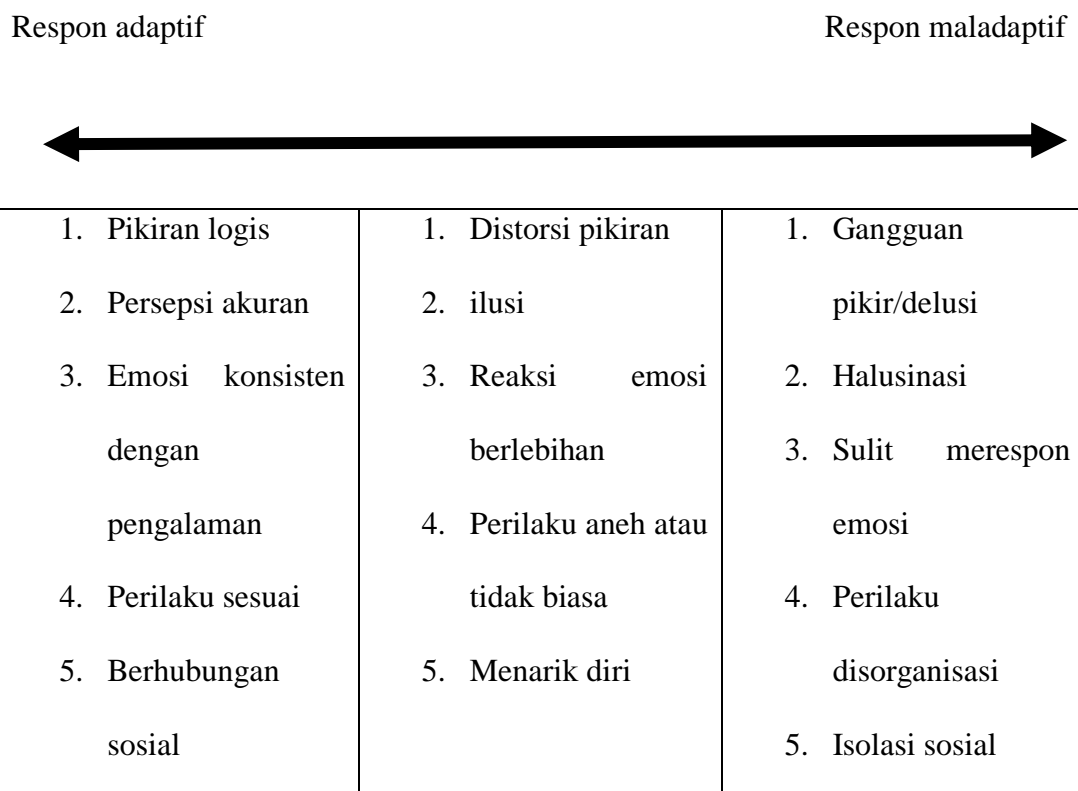 Respon adaptif
Respon maladaptif
1. Pikiran logis
2. Persepsi akuran
3. Emosi konsisten
dengan
pengalaman
4. Perilaku sesuai
5. Berhubungan
sosial
1. Distorsi pikiran
2. ilusi
3. Reaksi emosi
berlebihan
4. Perilaku aneh atau
tidak biasa
5. Menarik diri
1. Gangguan
pikir/delusi
2. Halusinasi
3. Sulit merespon
emosi
4. Perilaku
disorganisasi
5. Isolasi sosial